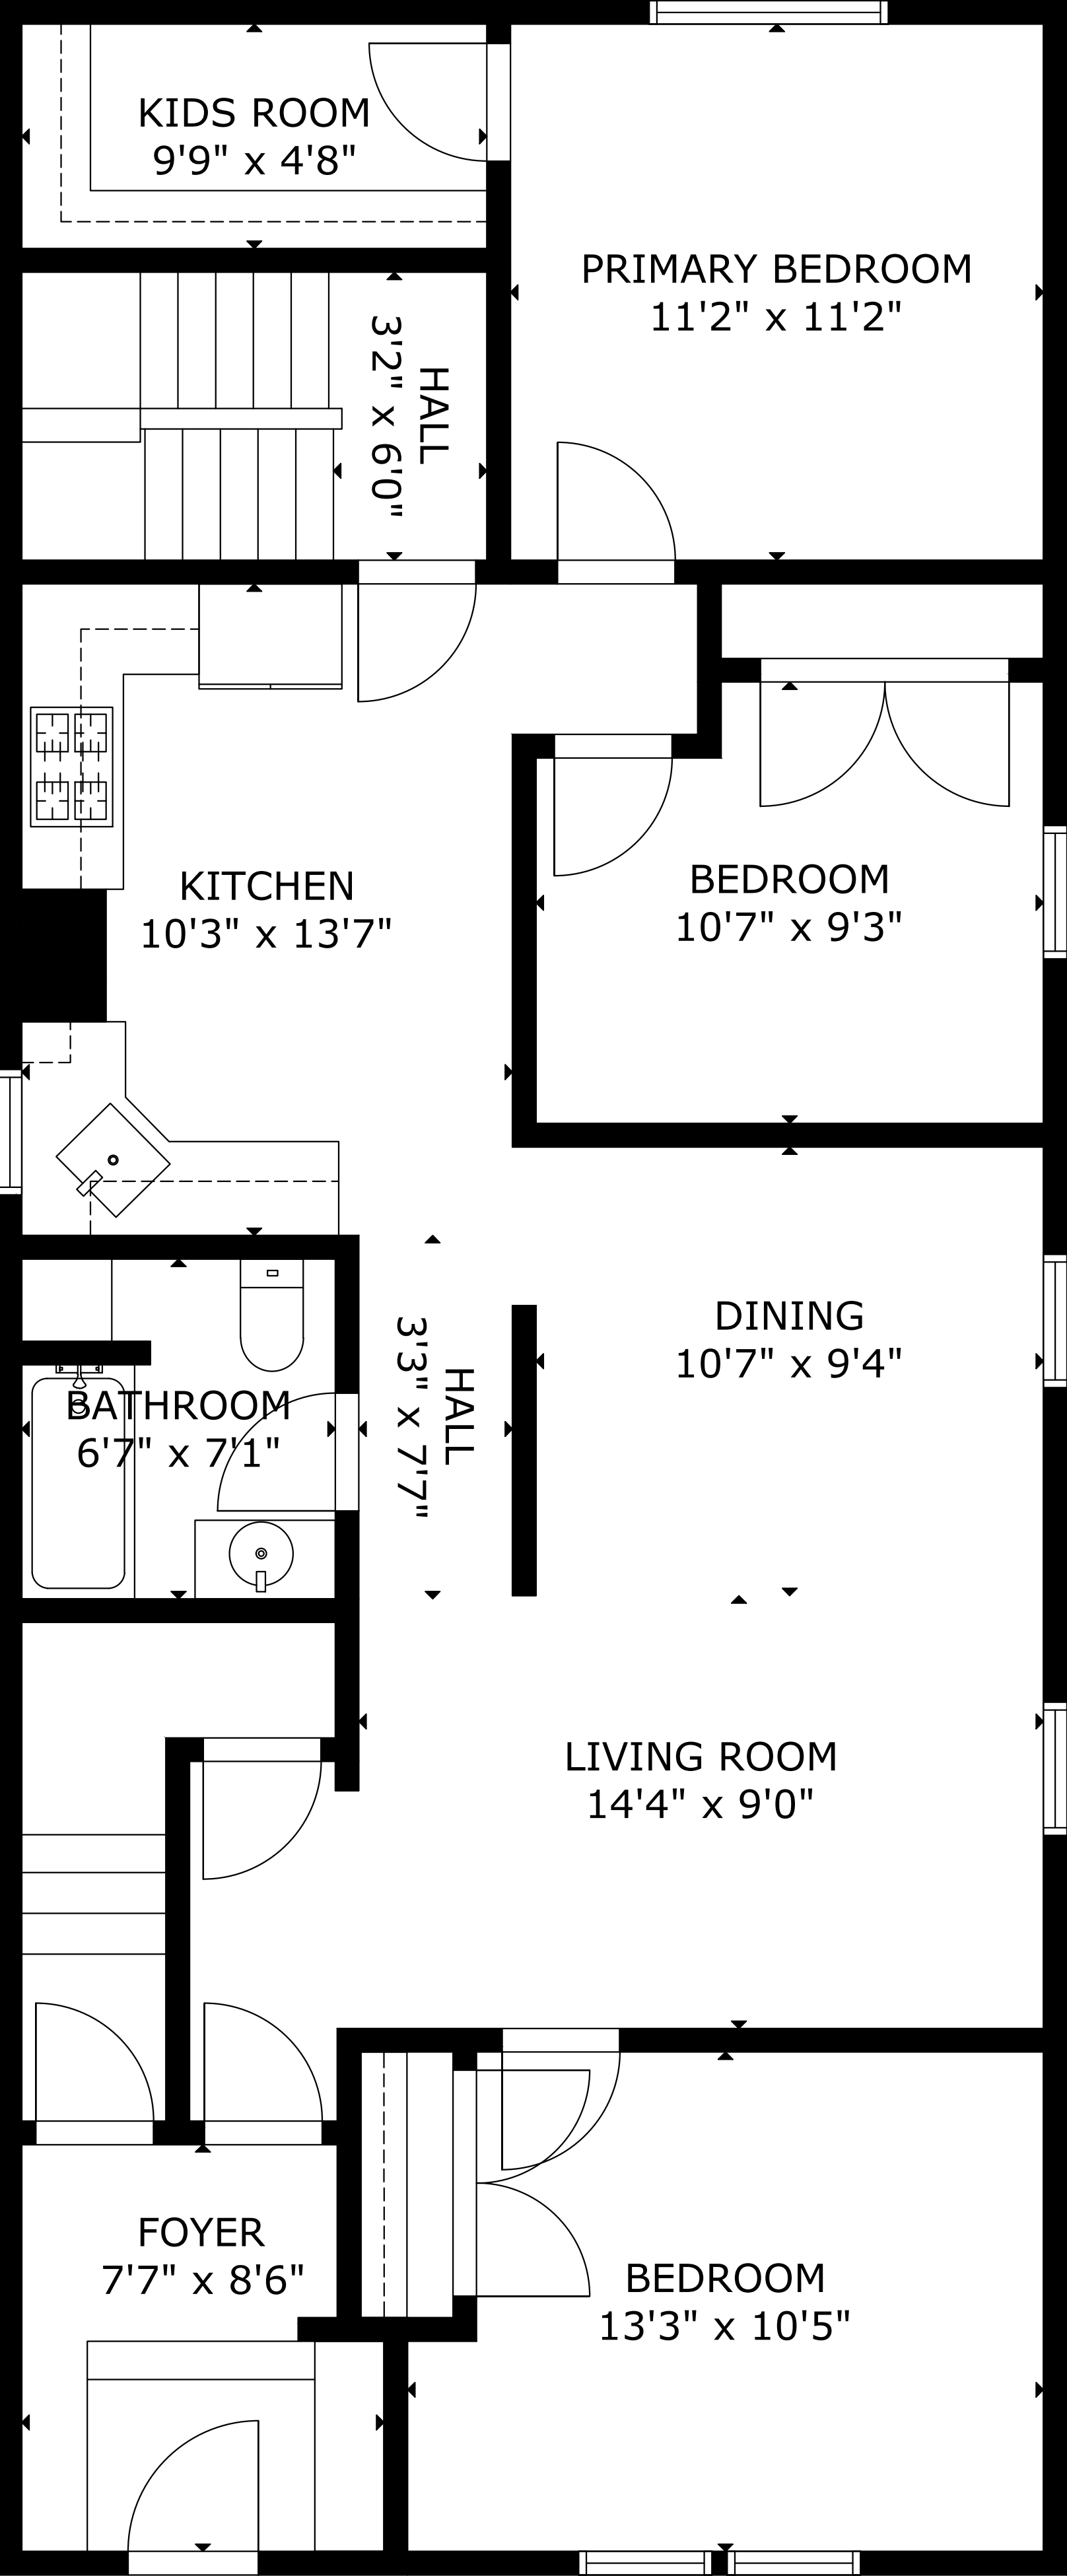 KIDS ROOM
9'9" x 4'8"
PRIMARY BEDROOM
11'2" x 11'2"
HALL
3'2" x 6'0"
KITCHEN
10'3" x 13'7"
BEDROOM
10'7" x 9'3"
DINING
10'7" x 9'4"
HALL
3'3" x 7'7"
BATHROOM
6'7" x 7'1"
LIVING ROOM
14'4" x 9'0"
FOYER
7'7" x 8'6"
BEDROOM
13'3" x 10'5"